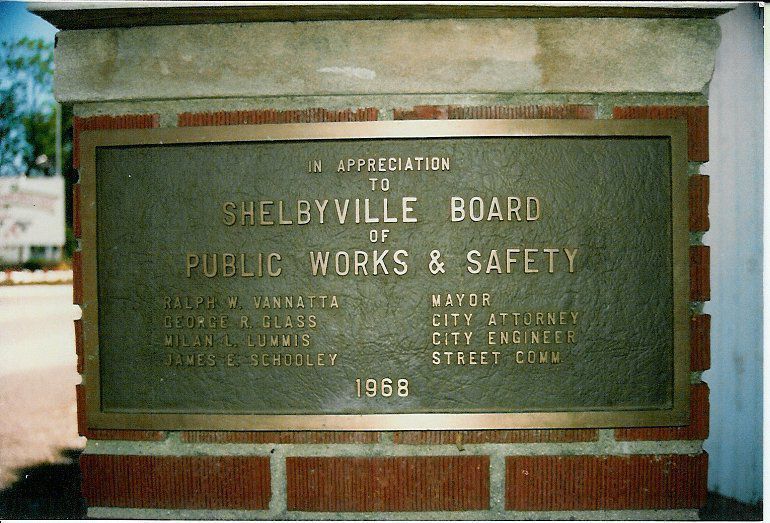 IN APPRECIATION
TO
SHELBYVILLE BOARD
OF
PUBLIC WORKS & SAFETY
RALPH W. VANNATTA MAYOR
GEORGE R. GLASS CITY ATTORNEY
MILAN L. LUMMIS CITY ENGINEER
JAMES E. SCHOOLEY STREET COMM.
1968